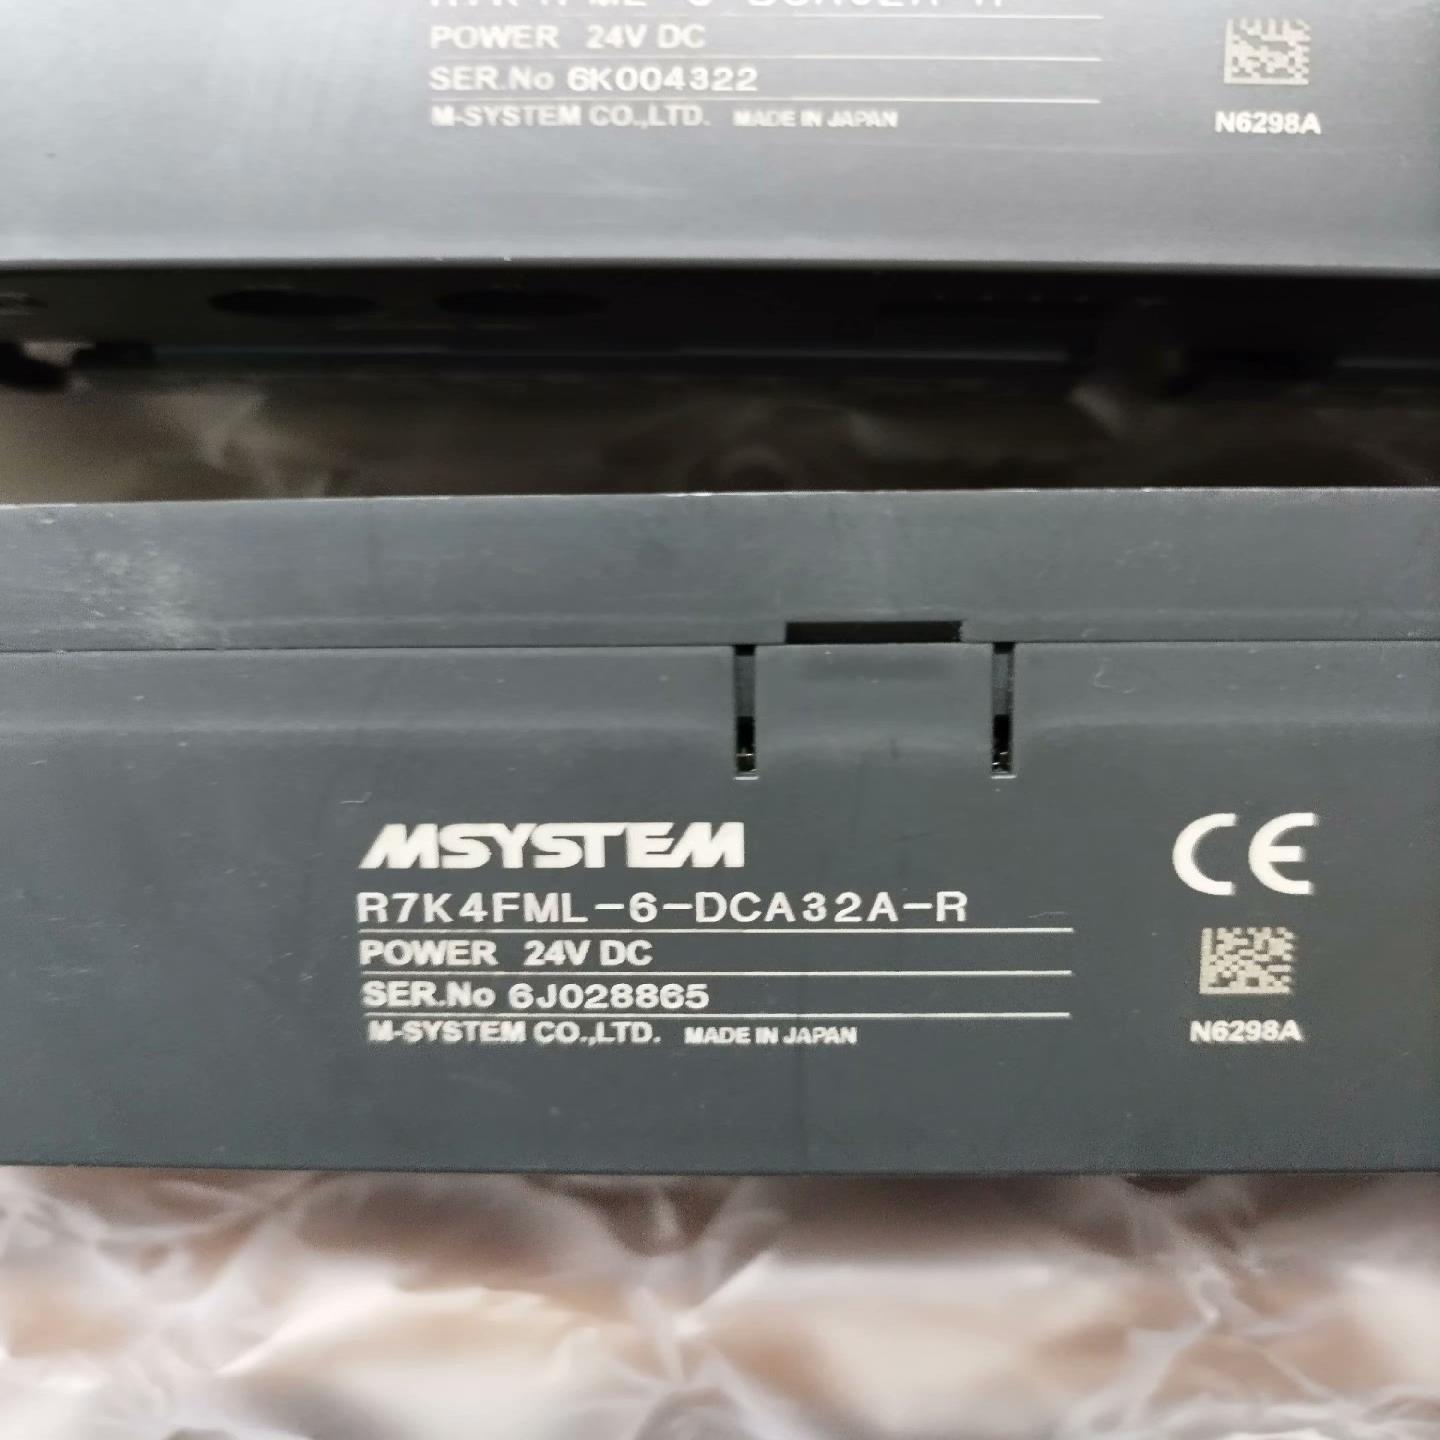 POWER 24V DC
SER.No 6K004322
M-SYSTEM CO.,LTD. MADE IN JAPAN
N6298A
MSYSTEM
CE
R7K4FML-6-DCA32A-R
POWER 24V DC
SER.No 6J028865
M-SYSTEM CO.,LTD. MADE IN JAPAN
N6298A